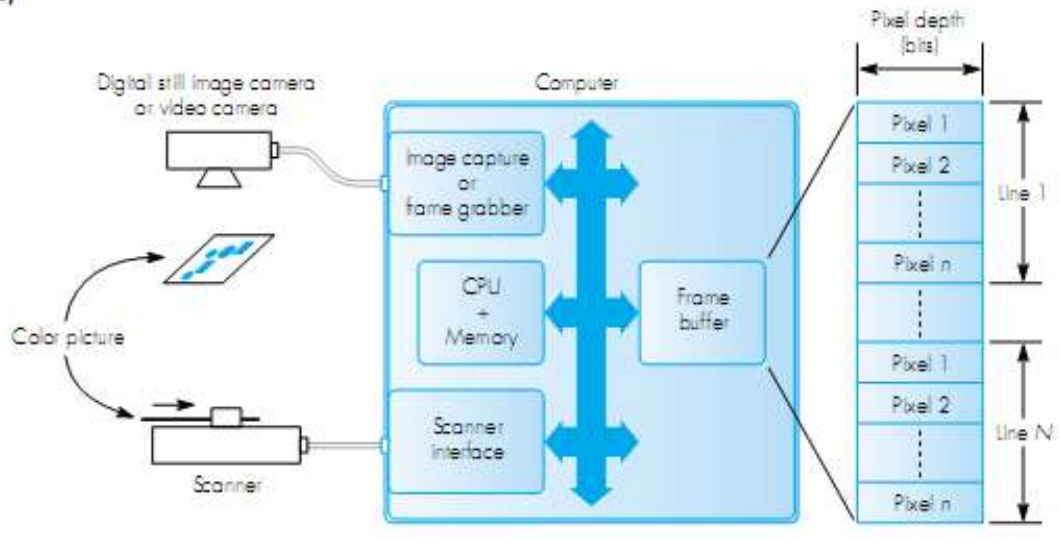 Pixel depth
(bits)
Digital still image camera
or video camera
Computer
Image capture
or
frame grabber
CPU
+
Memory
Scanner
interface
Frame
buffer
Color picture
Scanner
Pixel 1
Pixel 2
Pixel n
Line 1
Pixel 1
Pixel 2
Pixel n
Line N